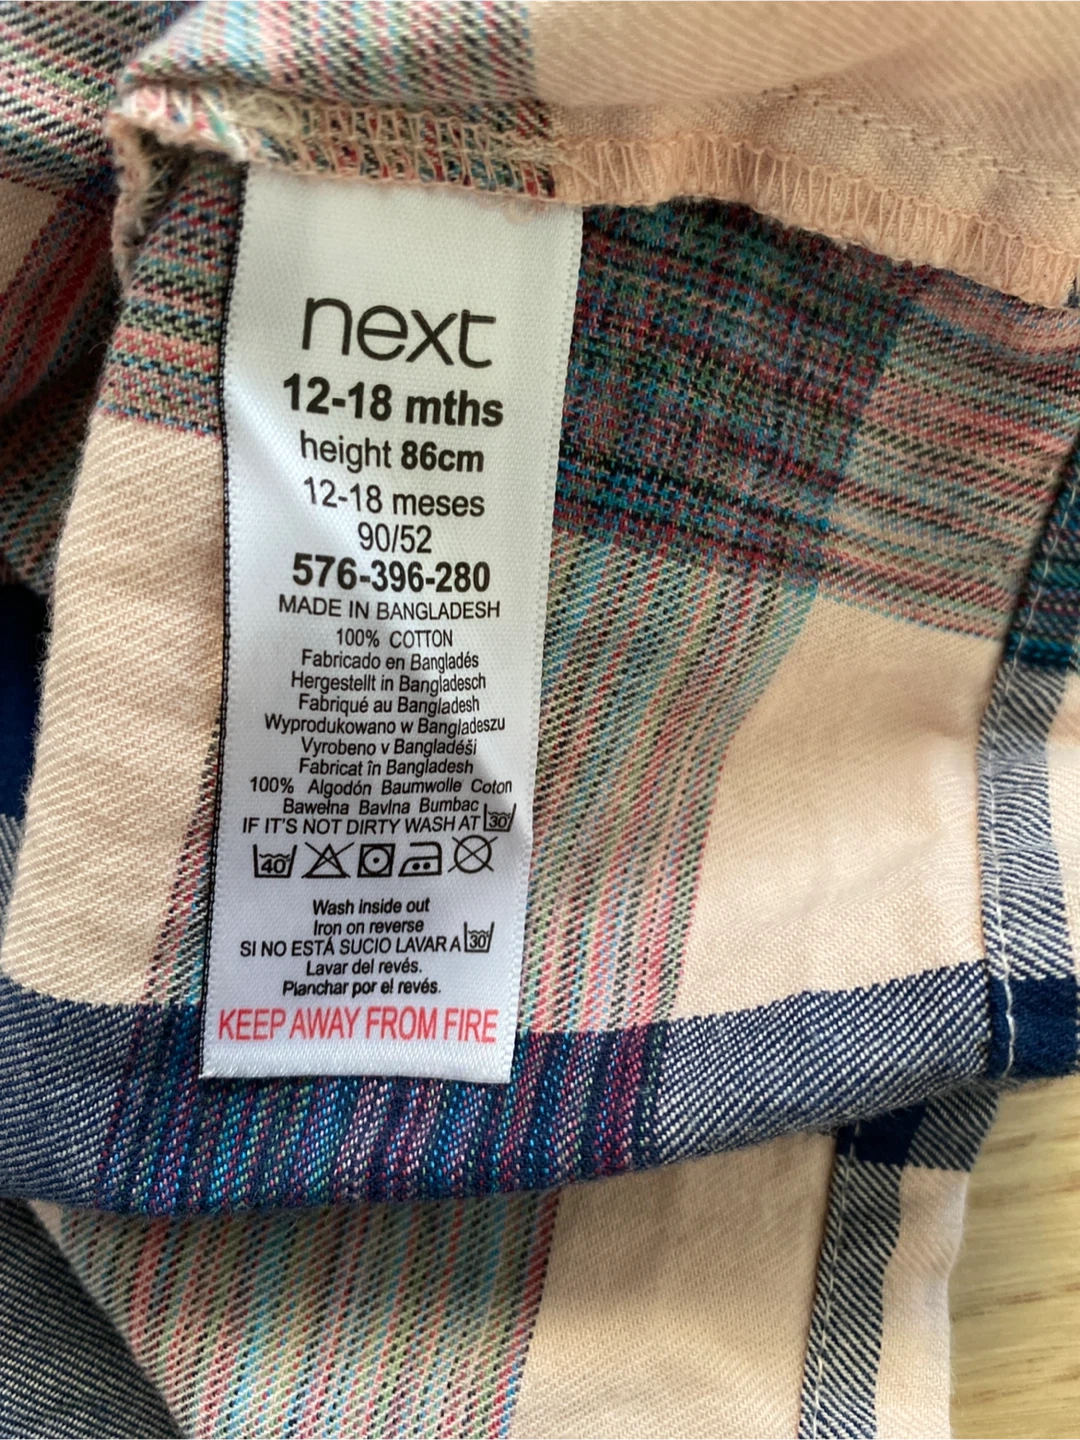 next
12-18 mths
height 86cm
12-18 meses
90/52
576-396-280
MADE IN BANGLADESH
100% COTTON
Fabricado en Bangladés
Hergestellt in Bangladesch
Fabriqué au Bangladesh
Wyprodukowano w Bangladeszu
Vyrobeno v Bangladéši
Fabricat în Bangladesh
100% Algodón Baumwolle Coton
Bawełna Bavlna Bumbac
IF IT'S NOT DIRTY WASH AT 30
40
Wash inside out
Iron on reverse
SI NO ESTÁ SUCIO LAVAR A 30
Lavar del revés.
Planchar por el revés.
KEEP AWAY FROM FIRE